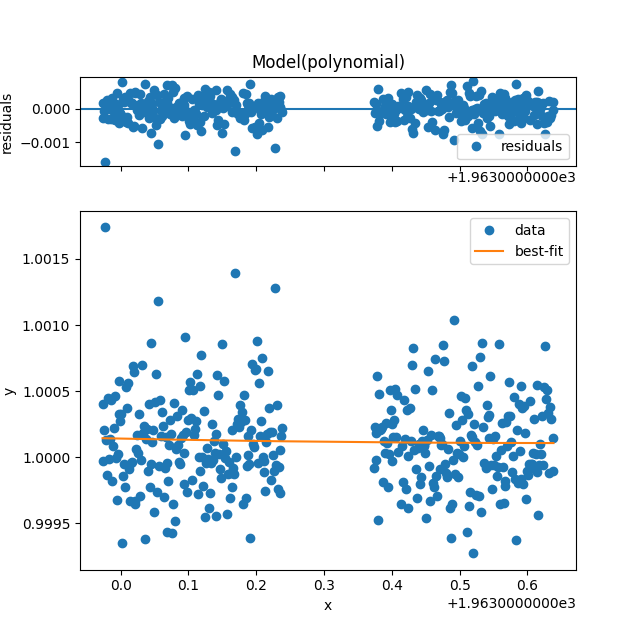 Model(polynomial)
residuals
0.000
−0.001
residuals
+1.9630000000e3
y
1.0015
1.0010
1.0005
1.0000
0.9995
data
best-fit
0.0 0.1 0.2 0.3 0.4 0.5 0.6
x
+1.9630000000e3